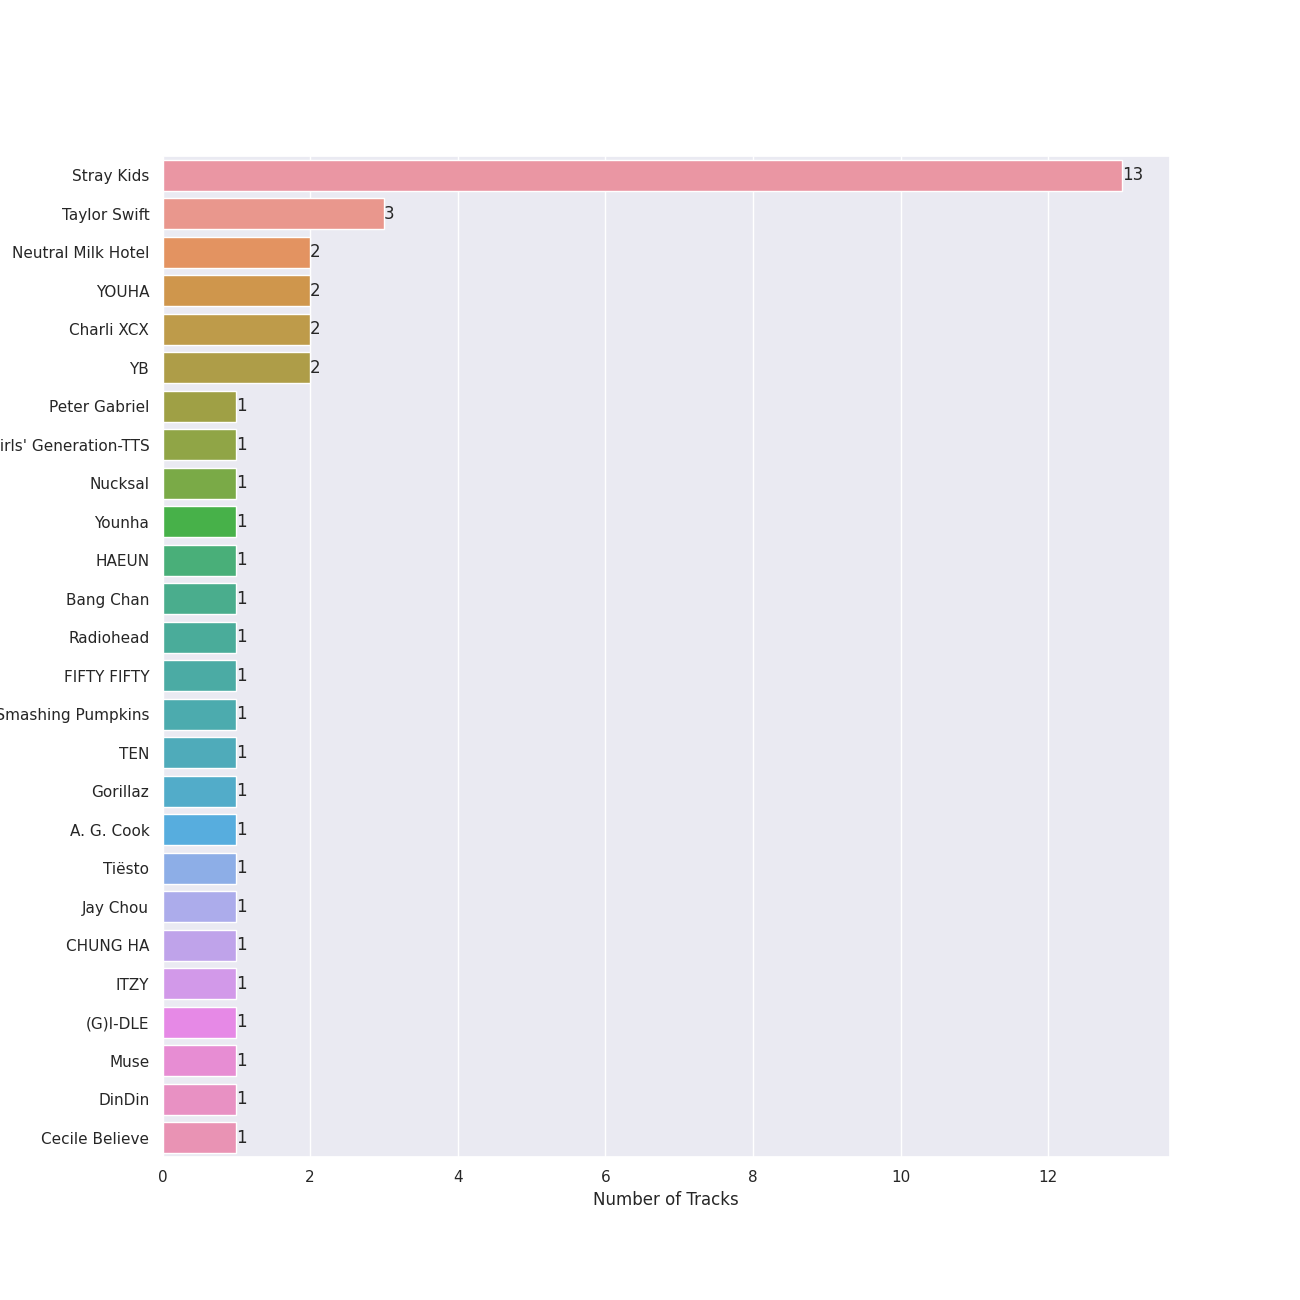 Stray Kids 13
Taylor Swift 3
Neutral Milk Hotel 2
YOUHA 2
Charli XCX 2
YB 2
Peter Gabriel 1
irls' Generation-TTS 1
Nucksal 1
Younha 1
HAEUN 1
Bang Chan 1
Radiohead 1
FIFTY FIFTY 1
Smashing Pumpkins 1
TEN 1
Gorillaz 1
A. G. Cook 1
Tiësto 1
Jay Chou 1
CHUNG HA 1
ITZY 1
(G)I-DLE 1
Muse 1
DinDin 1
Cecile Believe 1
0 2 4 6 8 10 12
Number of Tracks